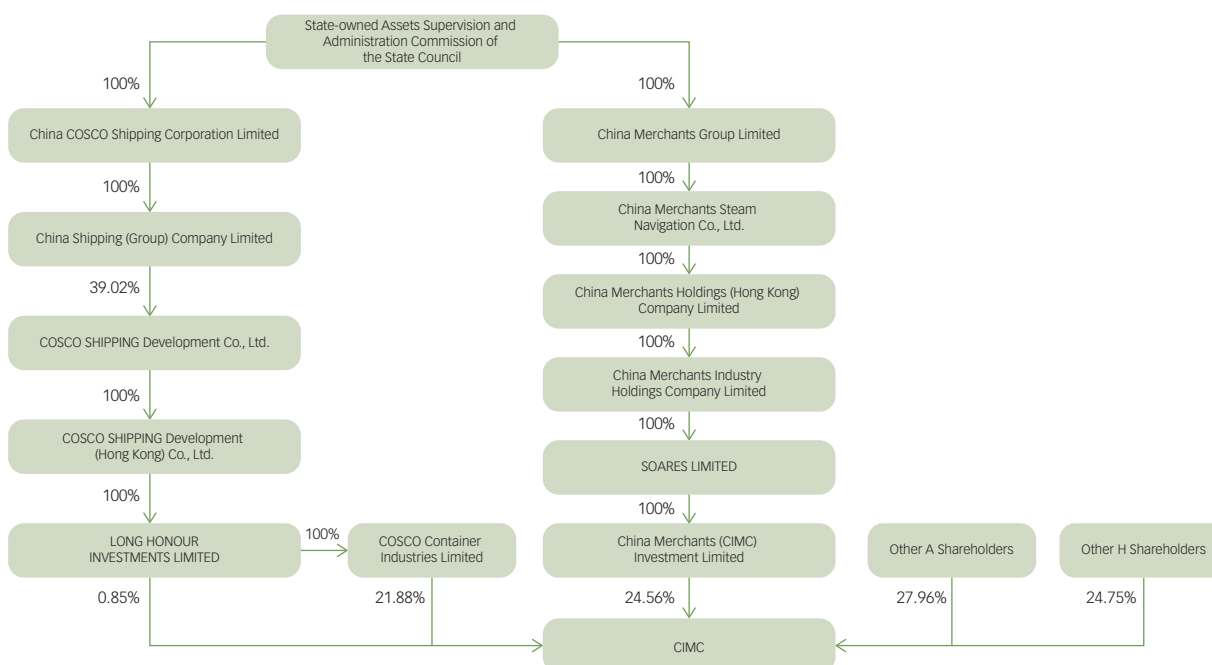 State-owned Assets Supervision and
Administration Commission of
the State Council
100%
100%
China COSCO Shipping Corporation Limited
China Merchants Group Limited
100%
100%
China Merchants Steam
Navigation Co., Ltd.
China Shipping (Group) Company Limited
100%
39.02%
China Merchants Holdings (Hong Kong)
Company Limited
COSCO SHIPPING Development Co., Ltd.
100%
China Merchants Industry
Holdings Company Limited
100%
100%
COSCO SHIPPING Development
(Hong Kong) Co., Ltd.
SOARES LIMITED
100%
100%
LONG HONOUR
INVESTMENTS LIMITED
100%
COSCO Container
Industries Limited
China Merchants (CIMC)
Investment Limited
Other A Shareholders
Other H Shareholders
0.85%
21.88%
24.56%
27.96%
24.75%
CIMC